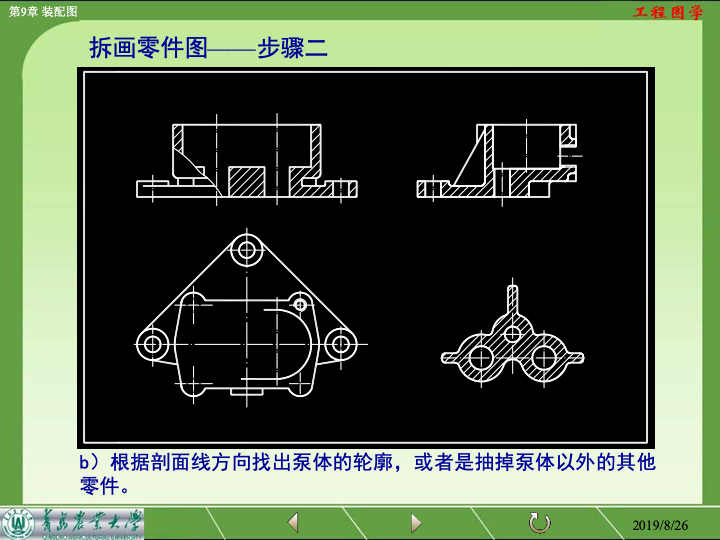 第9章 装配图
工程图学
拆画零件图——步骤二
b）根据剖面线方向找出泵体的轮廓，或者是抽掉泵体以外的其他
零件。
青岛农业大学
2019/8/26